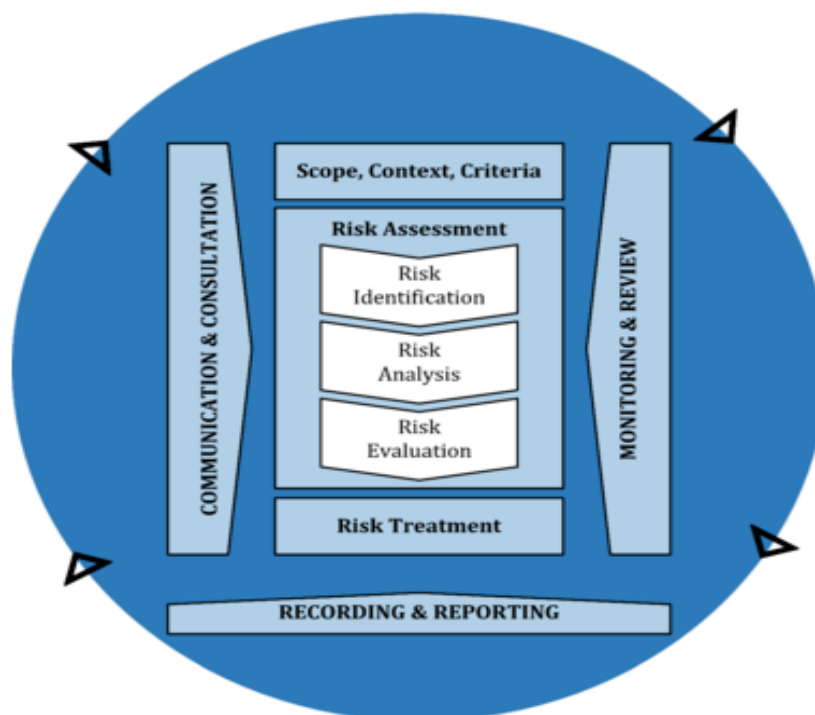 Scope, Context, Criteria
Risk Assessment
Risk
Identification
Risk
Analysis
Risk
Evaluation
Risk Treatment
COMMUNICATION & CONSULTATION
MONITORING & REVIEW
RECORDING & REPORTING